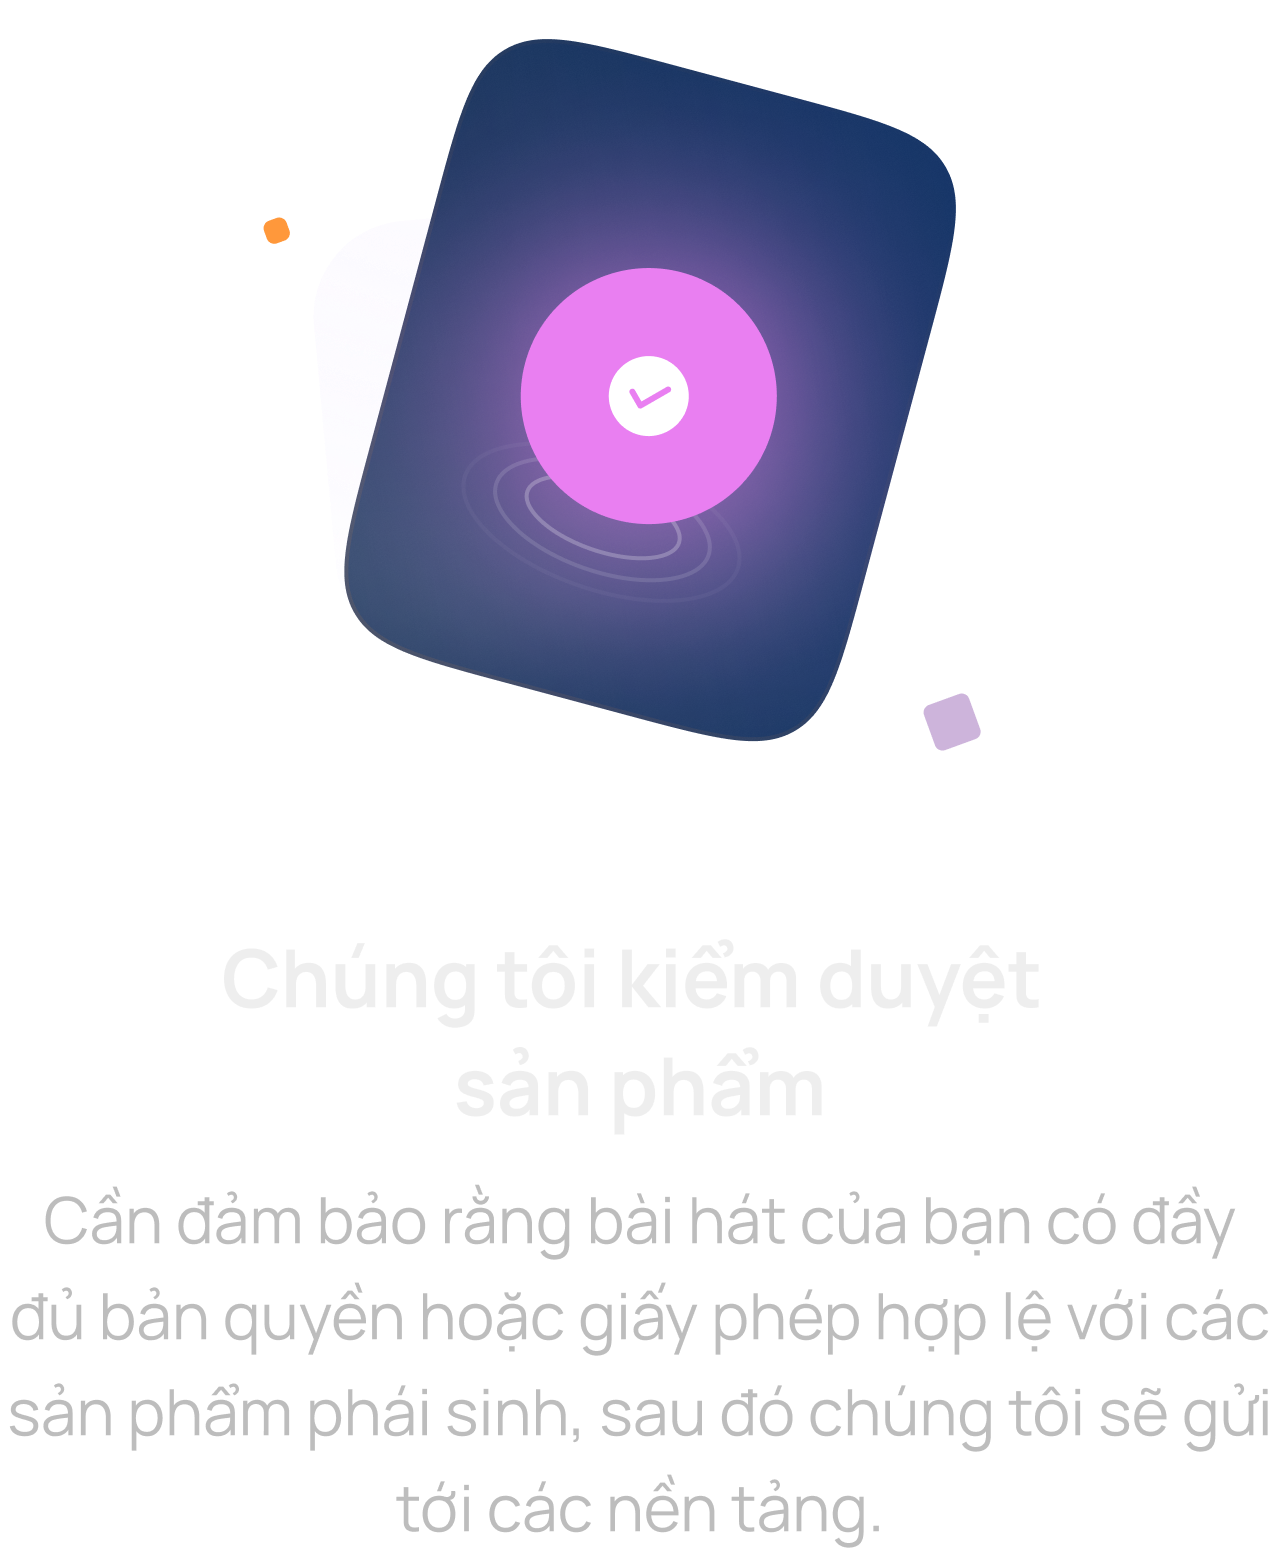 Chúng tôi kiểm duyệt
sản phẩm
Cần đảm bảo rằng bài hát của bạn có đầy
đủ bản quyền hoặc giấy phép hợp lệ với các
sản phẩm phái sinh, sau đó chúng tôi sẽ gửi
tới các nền tảng.